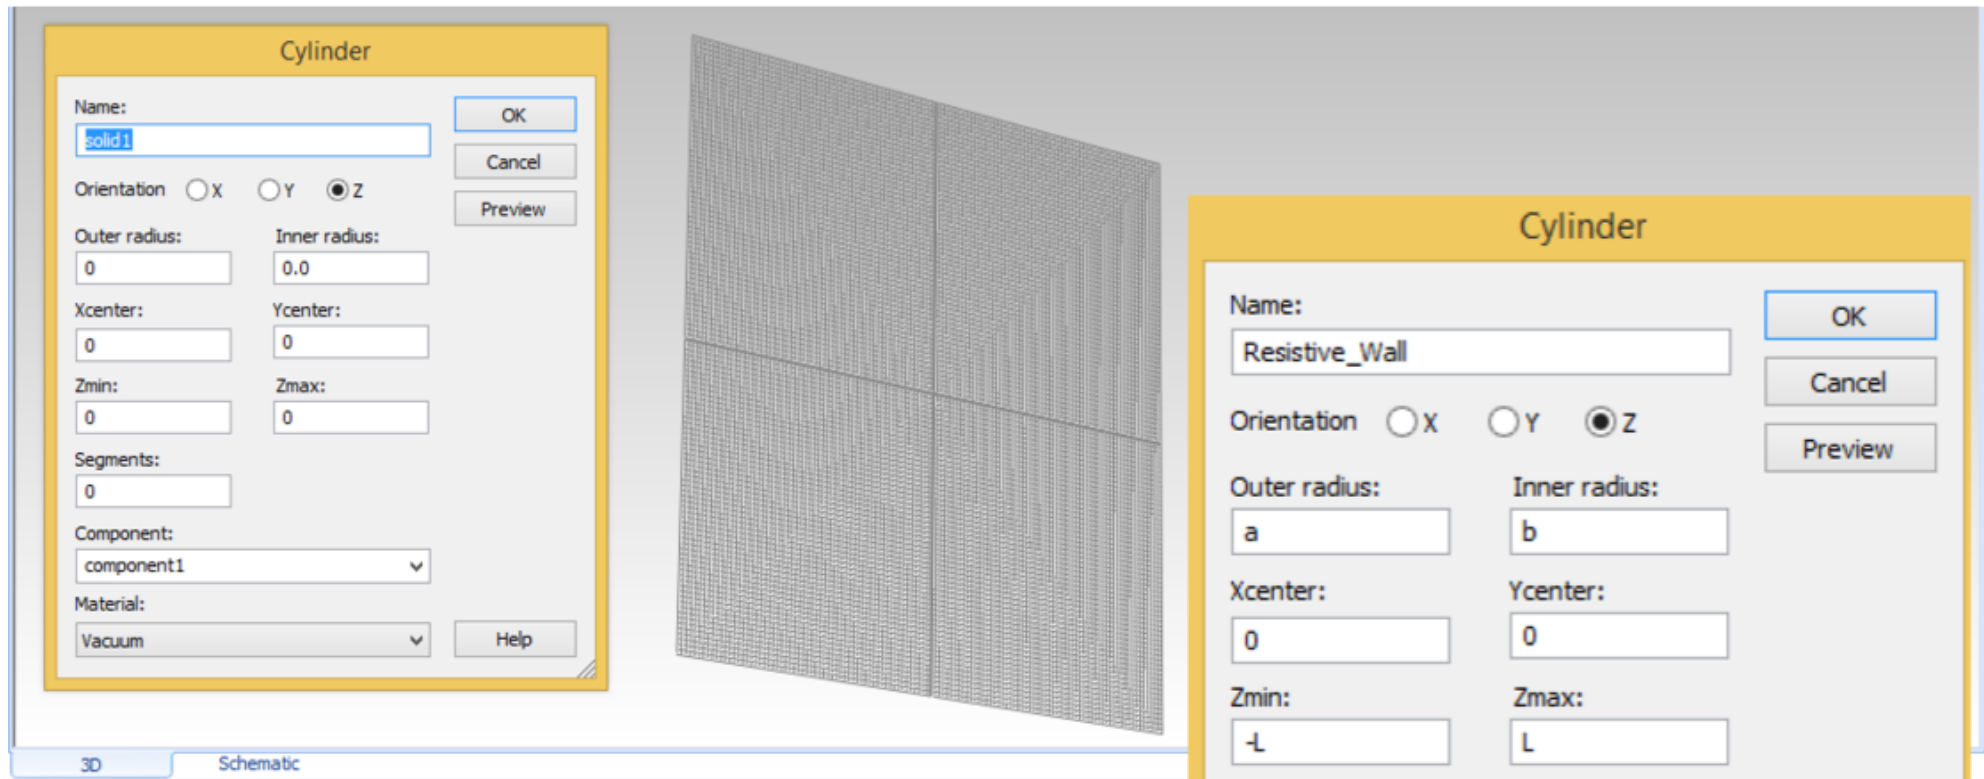 Cylinder
Name:
OK
solid1
Cancel
Orientation X Y Z
Preview
Outer radius: Inner radius:
0 0.0
Xcenter: Ycenter:
0 0
Zmin: Zmax:
0 0
Segments:
0
Component:
component1
Material:
Vacuum Help
Cylinder
Name:
OK
Resistive_Wall
Cancel
Orientation X Y Z
Preview
Outer radius: Inner radius:
a b
Xcenter: Ycenter:
0 0
Zmin: Zmax:
-L L
3D Schematic